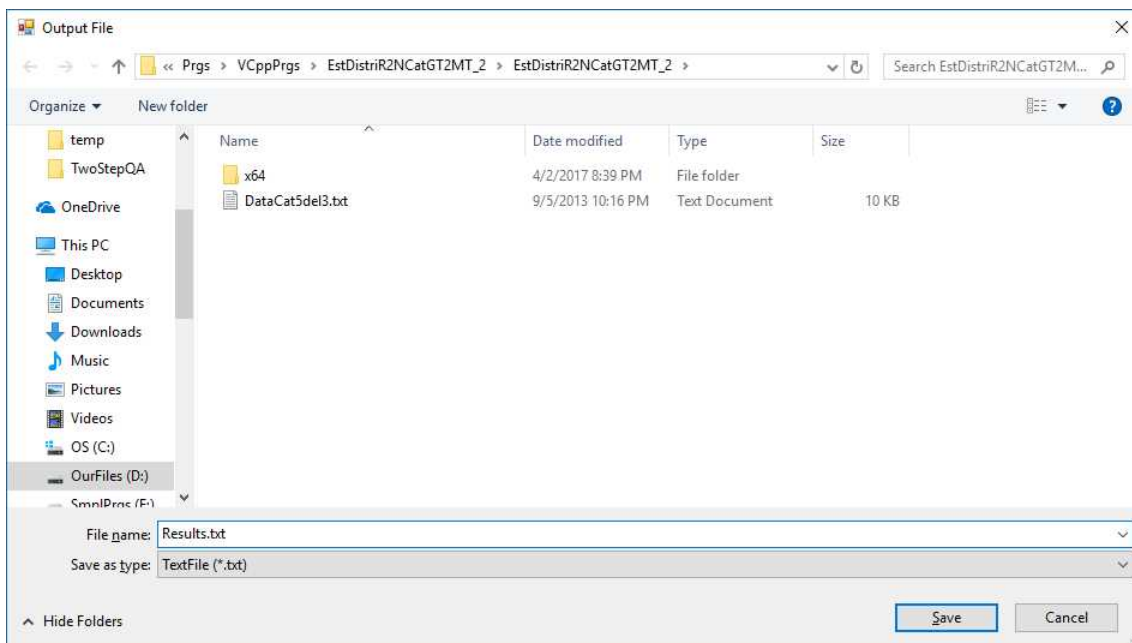 Output File
« Prgs > VCppPrgs > EstDistriR2NCatGT2MT_2 > EstDistriR2NCatGT2MT_2 >
Search EstDistriR2NCatGT2M...
Organize
New folder
temp
TwoStepQA
OneDrive
This PC
Desktop
Documents
Downloads
Music
Pictures
Videos
OS (C:)
OurFiles (D:)
SmplPrgs (F:)
Name Date modified Type Size
x64 4/2/2017 8:39 PM File folder
DataCat5del3.txt 9/5/2013 10:16 PM Text Document 10 KB
File name: Results.txt
Save as type: TextFile (*.txt)
Hide Folders
Save
Cancel